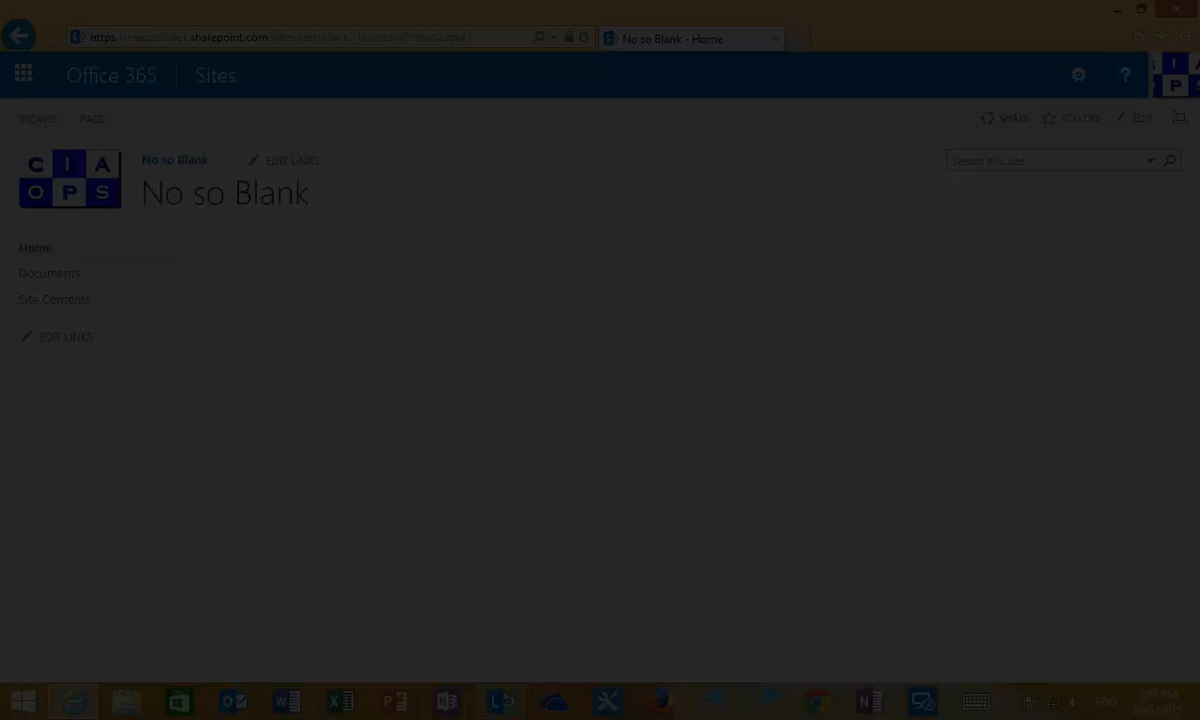 https://
.sharepoint.com
No so Blank - Home
Office 365
Sites
?
I
P
BROWSE
PAGE
SHARE
FOLLOW
EDIT
C I A
O P S
No so Blank
EDIT LINKS
Search this site
No so Blank
Home
Documents
Site Contents
EDIT LINKS
ENG